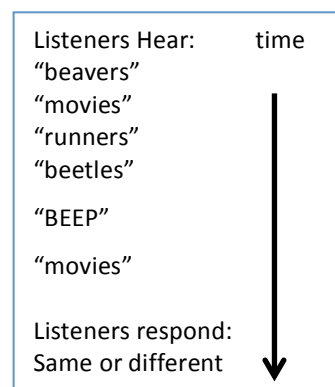 Listeners Hear: time
“beavers”
“movies”
“runners”
“beetles”
“BEEP”
“movies”
Listeners respond:
Same or different